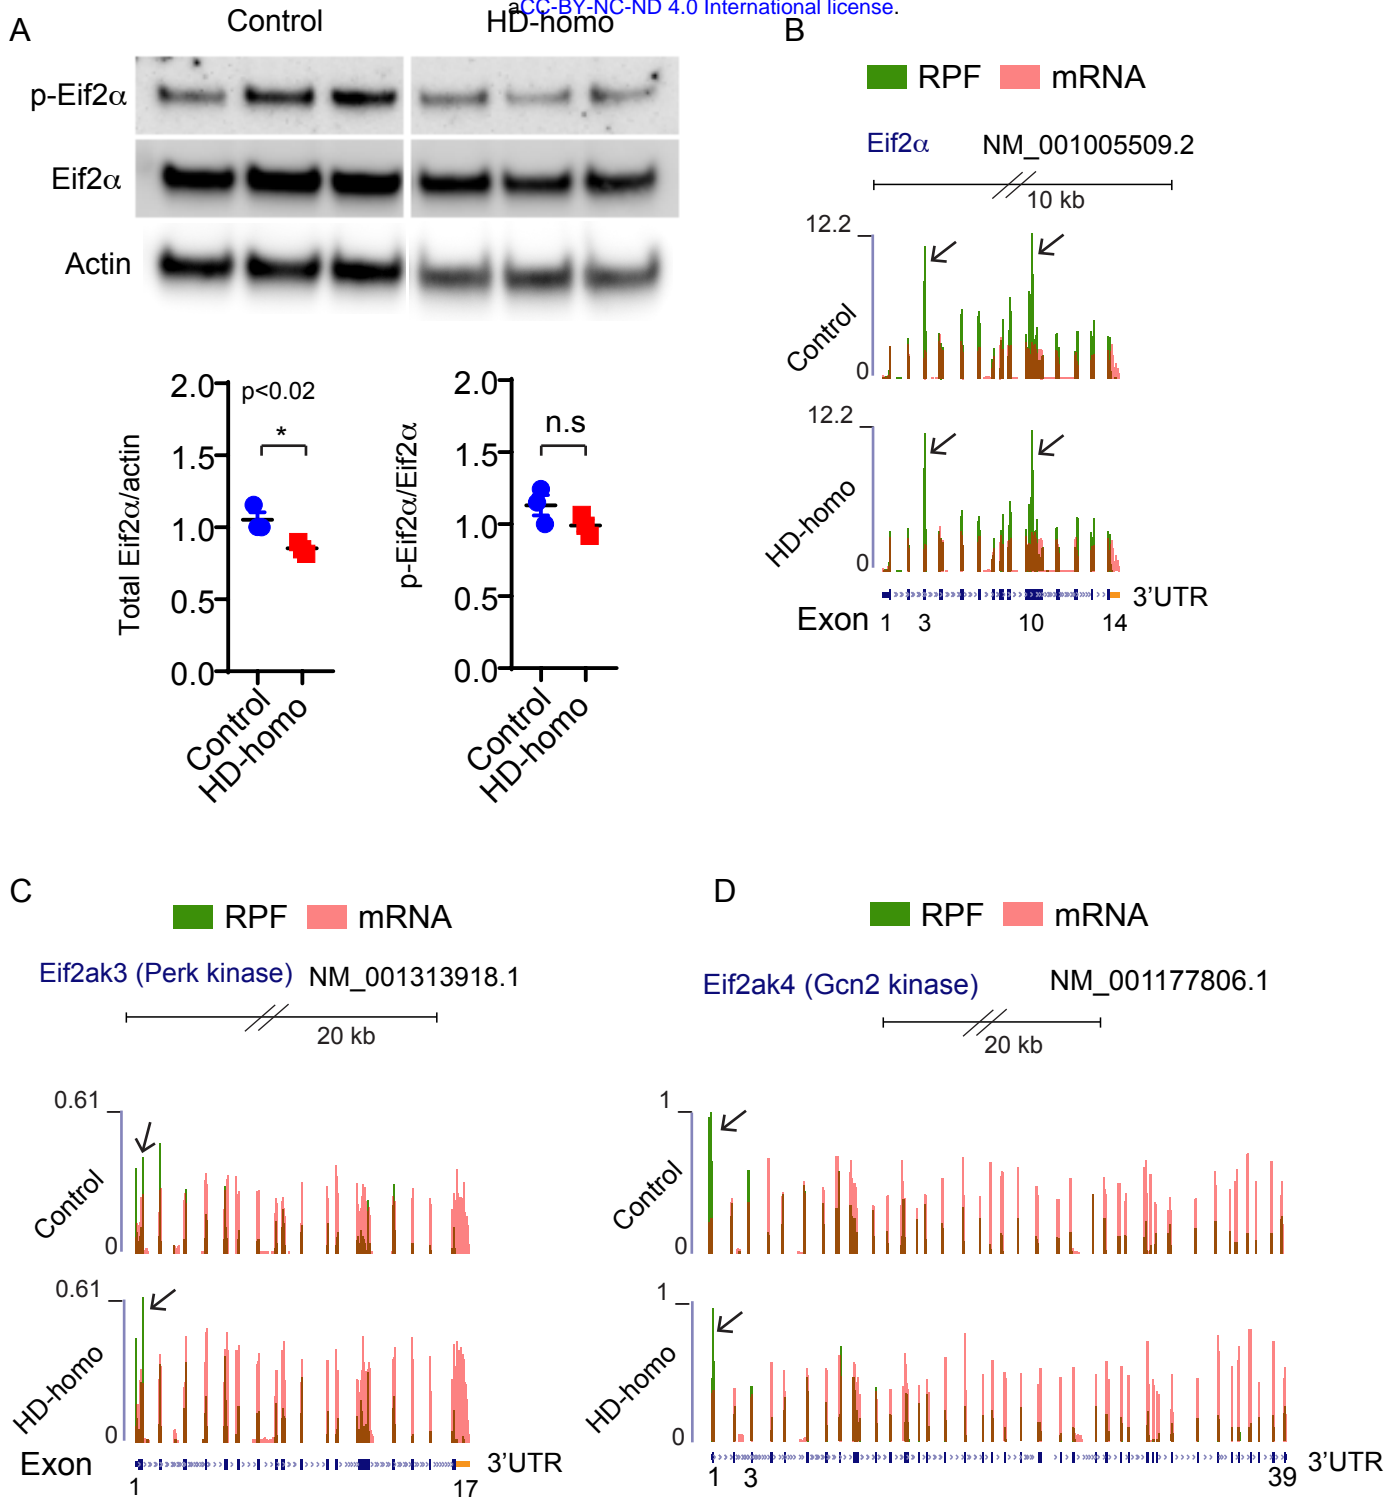 aCC-BY-NC-ND 4.0 International license.
A
Control
HD-homo
p-Eif2α
Eif2α
Actin
2.0
1.5
1.0
0.5
0.0
p<0.02
*
Total Eif2α/actin
Control
HD-homo
2.0
1.5
1.0
0.5
0.0
n.s
p-Eif2α/Eif2α
Control
HD-homo
B
RPF
mRNA
Eif2α
NM_001005509.2
10 kb
12.2
0
Control
12.2
0
HD-homo
3’UTR
Exon 1 3 10 14
C
RPF
mRNA
Eif2ak3 (Perk kinase)
NM_001313918.1
20 kb
0.61
0
Control
0.61
0
HD-homo
Exon
3’UTR
1 17
D
RPF
mRNA
Eif2ak4 (Gcn2 kinase)
NM_001177806.1
20 kb
1
0
Control
1
0
HD-homo
3’UTR
1 3 39